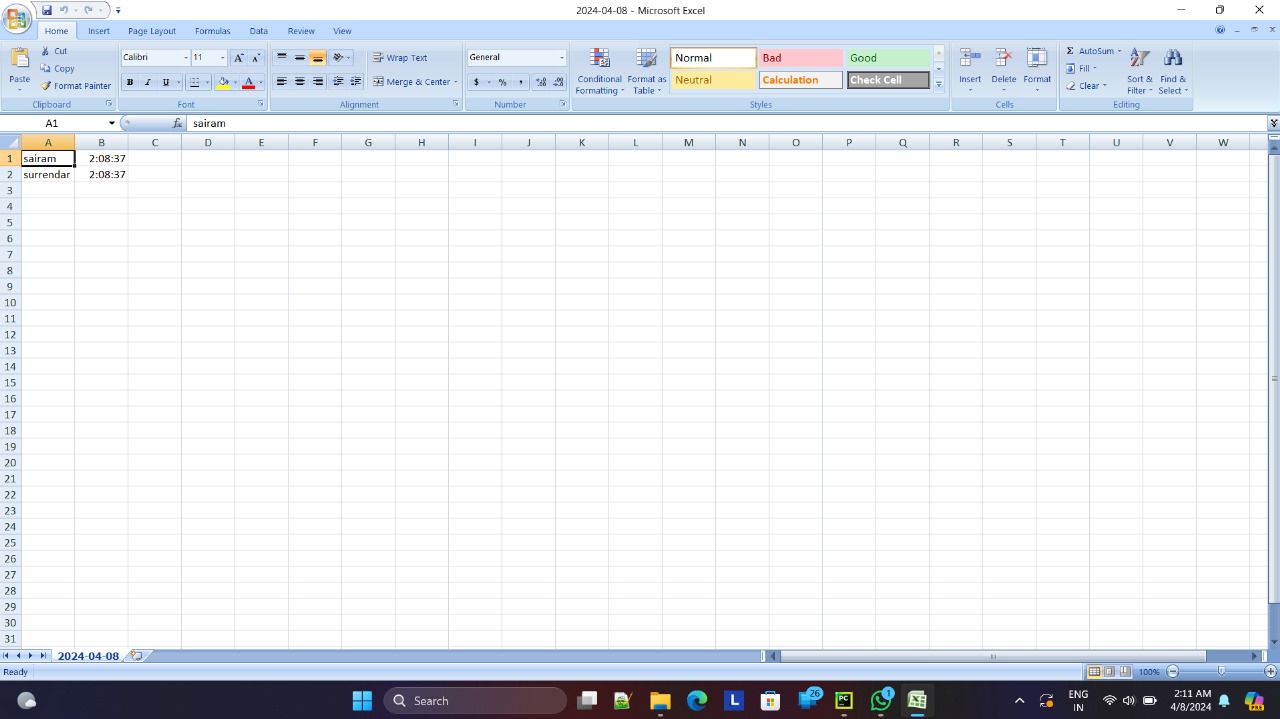 2024-04-08 - Microsoft Excel
Home Insert Page Layout Formulas Data Review View
Paste
Cut
Copy
Format Painter
Clipboard
Calibri 11
B I U A
Font
Wrap Text
Merge & Center
Alignment
General
$ % ,
Number
Conditional Formatting
Format as Table
Normal Bad Good
Neutral Calculation Check Cell
Styles
Insert Delete Format
Cells
Σ AutoSum
Fill
Clear
Sort & Filter
Find & Select
Editing
A1 fx sairam
A B C D E F G H I J K L M N O P Q R S T U V W
1 sairam 2:08:37
2 surrendar 2:08:37
3
4
5
6
7
8
9
10
11
12
13
14
15
16
17
18
19
20
21
22
23
24
25
26
27
28
29
30
31
2024-04-08
Ready 100%
Search L 26 PC 1 ENG IN 2:11 AM 4/8/2024